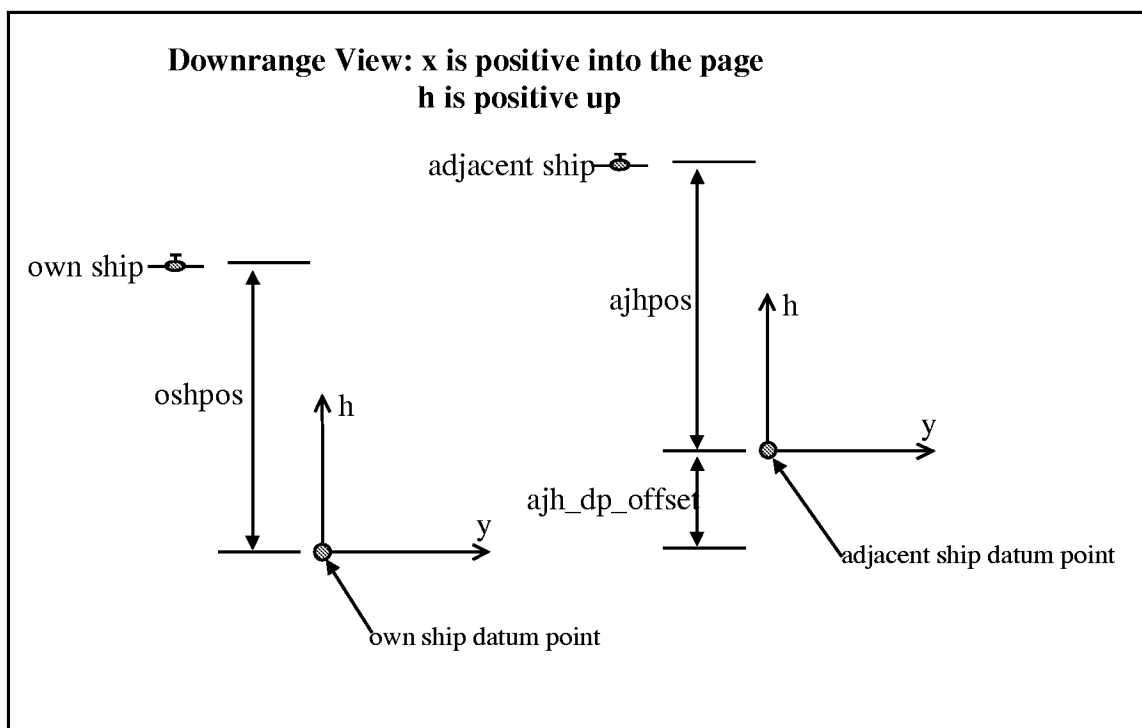 Downrange View: x is positive into the page
h is positive up
adjacent ship
own ship
ajhpos
h
oshpos
h
y
ajh_dp_offset
y
adjacent ship datum point
own ship datum point